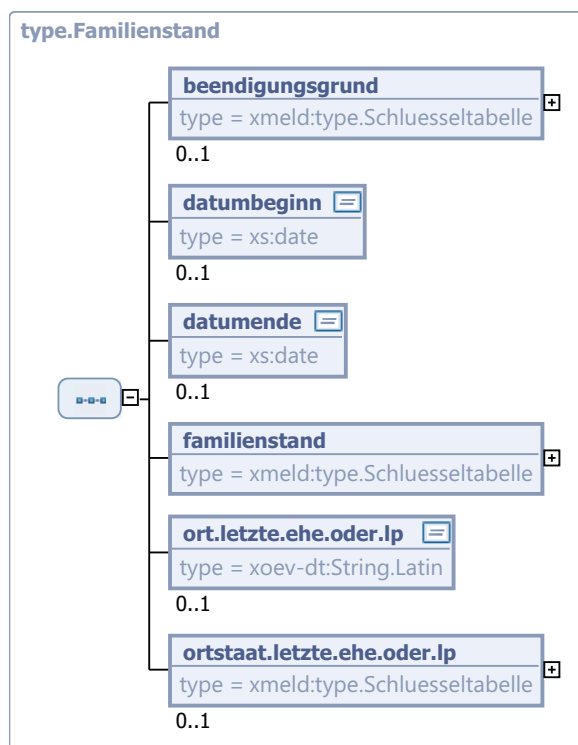 type.Familienstand
beendigungsgrund
type = xmeld:type.Schluesseltabelle
0..1
datumbeginn
type = xs:date
0..1
datumende
type = xs:date
0..1
familienstand
type = xmeld:type.Schluesseltabelle
ort.letzte.ehe.oder.lp
type = xoev-dt:String.Latin
0..1
ortstaat.letzte.ehe.oder.lp
type = xmeld:type.Schluesseltabelle
0..1